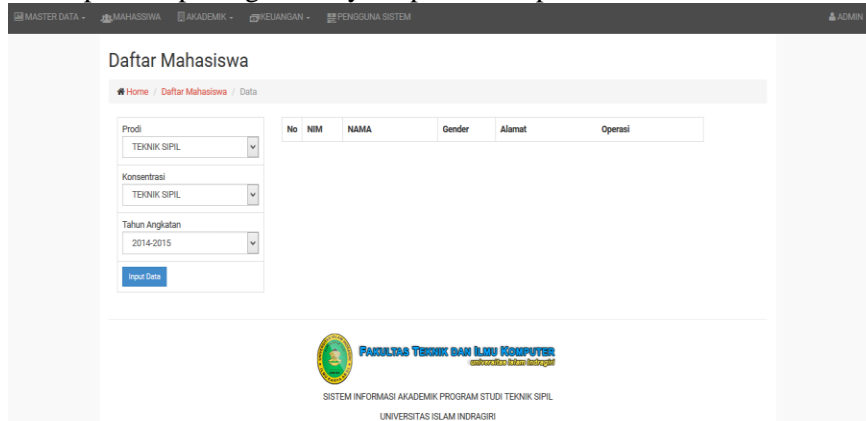 MASTER DATA MAHASSIWA AKADEMIK KEUANGAN PENGGUNA SISTEM ADMIN
Daftar Mahasiswa
Home / Daftar Mahasiswa / Data
Prodi
TEKNIK SIPIL
Konsentrasi
TEKNIK SIPIL
Tahun Angkatan
2014-2015
Input Data
No NIM NAMA Gender Alamat Operasi
FAKULTAS TEKNIK DAN ILMU KOMPUTER
universitas islam indragiri
SISTEM INFORMASI AKADEMIK PROGRAM STUDI TEKNIK SIPIL
UNIVERSITAS ISLAM INDRAGIRI